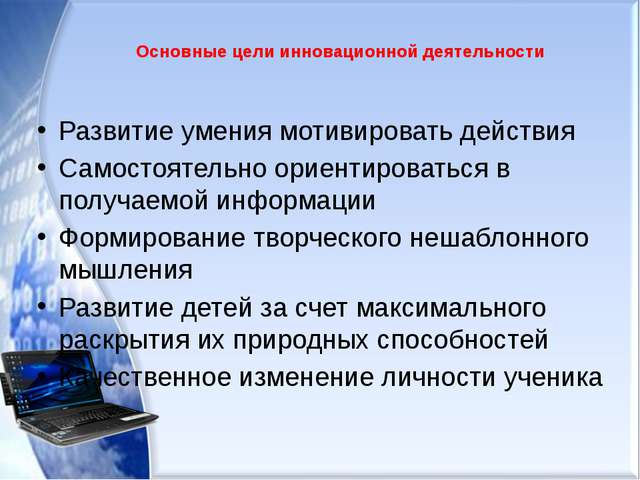 Основные цели инновационной деятельности
• Развитие умения мотивировать действия
• Самостоятельно ориентироваться в
получаемой информации
• Формирование творческого нешаблонного
мышления
• Развитие детей за счет максимального
раскрытия их природных способностей
• Качественное изменение личности ученика